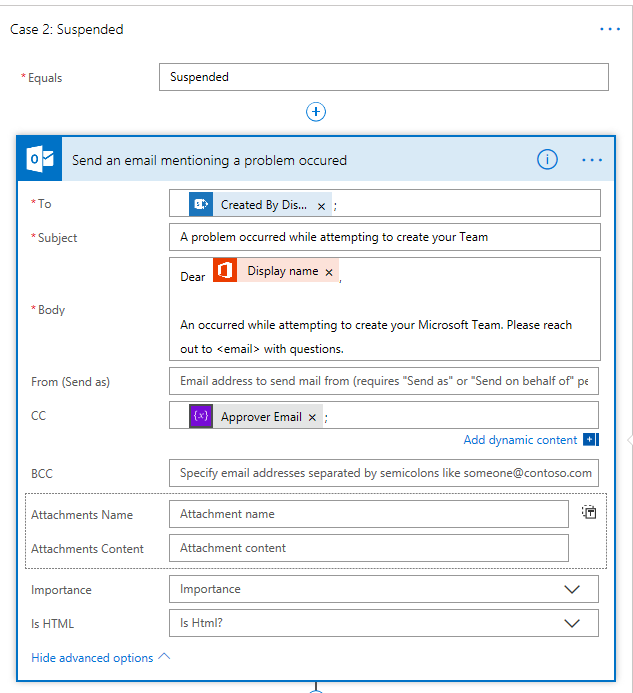 Case 2: Suspended
* Equals
Suspended
Send an email mentioning a problem occured
* To
Created By Dis... × ;
* Subject
A problem occurred while attempting to create your Team
* Body
Dear Display name × ,
An occurred while attempting to create your Microsoft Team. Please reach
out to <email> with questions.
From (Send as)
Email address to send mail from (requires "Send as" or "Send on behalf of" pe
CC
{x} Approver Email × ;
Add dynamic content
BCC
Specify email addresses separated by semicolons like someone@contoso.com
Attachments Name
Attachment name
Attachments Content
Attachment content
Importance
Importance
Is HTML
Is Html?
Hide advanced options